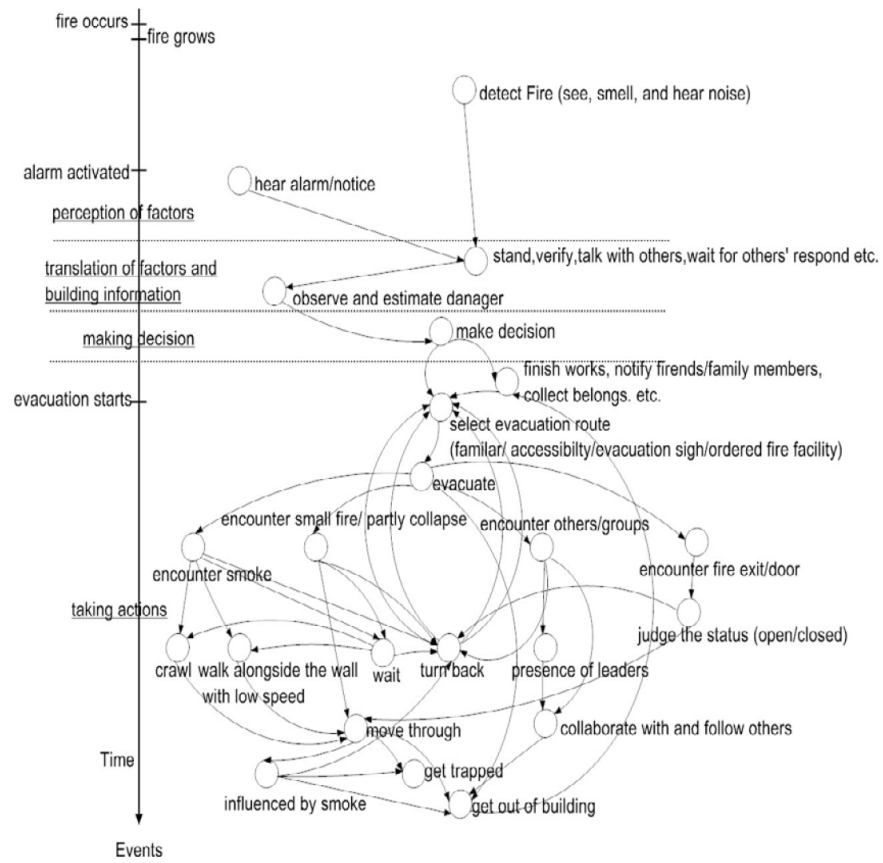 fire occurs
fire grows
detect Fire (see, smell, and hear noise)
alarm activated
hear alarm/notice
perception of factors
stand,verify,talk with others,wait for others' respond etc.
translation of factors and
building information
observe and estimate danager
making decision
make decision
finish works, notify firends/family members,
collect belongs. etc.
evacuation starts
select evacuation route
(familar/ accessibilty/evacuation sigh/ordered fire facility)
evacuate
encounter small fire/ partly collapse
encounter others/groups
encounter smoke
encounter fire exit/door
taking actions
judge the status (open/closed)
crawl
walk alongside the wall
with low speed
wait
turn back
presence of leaders
move through
collaborate with and follow others
Time
get trapped
influenced by smoke
get out of building
Events